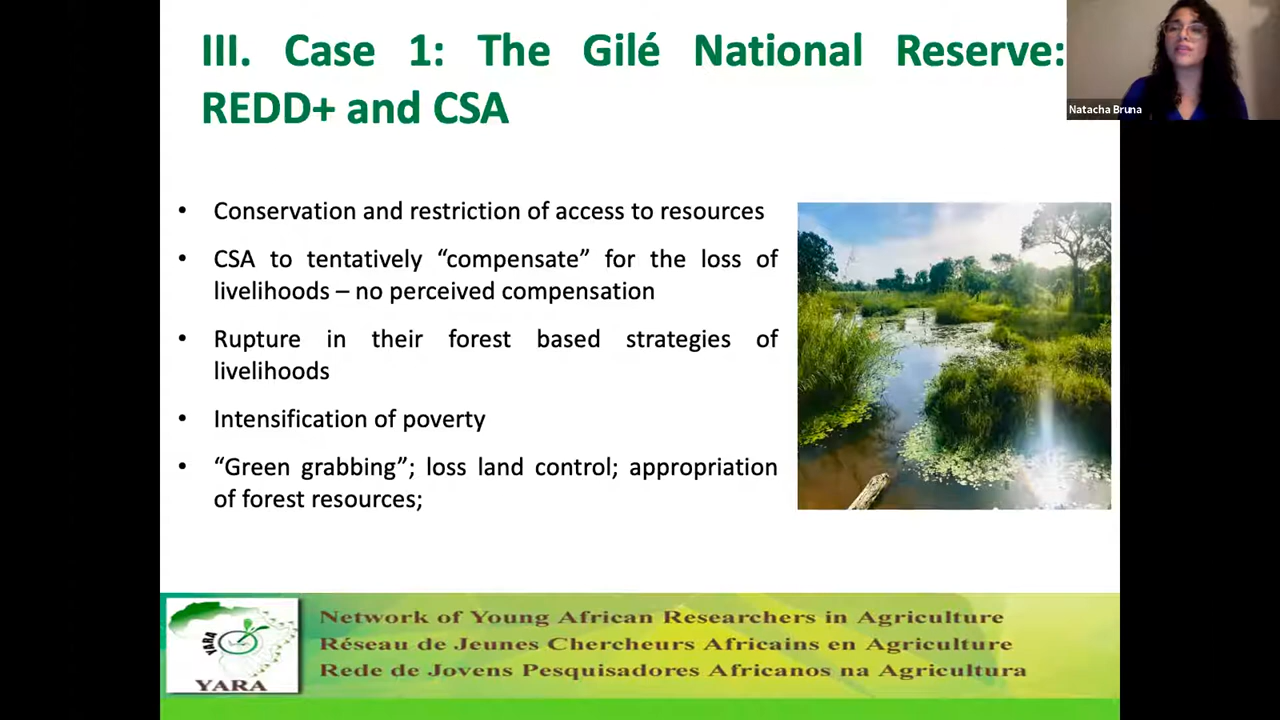 III. Case 1: The Gilé National Reserve:
REDD+ and CSA
Natacha Bruna
• Conservation and restriction of access to resources
• CSA to tentatively “compensate” for the loss of
livelihoods – no perceived compensation
• Rupture in their forest based strategies of
livelihoods
• Intensification of poverty
• “Green grabbing”; loss land control; appropriation
of forest resources;
YARA
YARA
Network of Young African Researchers in Agriculture
Réseau de Jeunes Chercheurs Africains en Agriculture
Rede de Jovens Pesquisadores Africanos na Agricultura